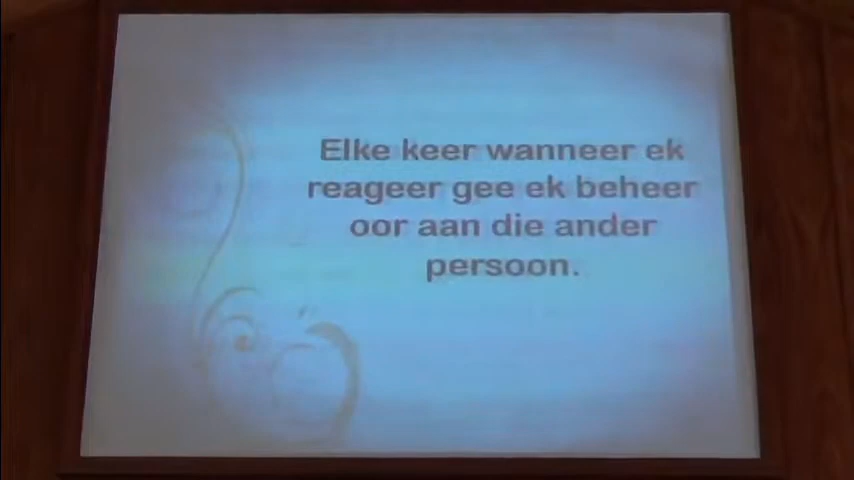 Elke keer wanneer ek
reageer gee ek beheer
oor aan die ander
persoon.